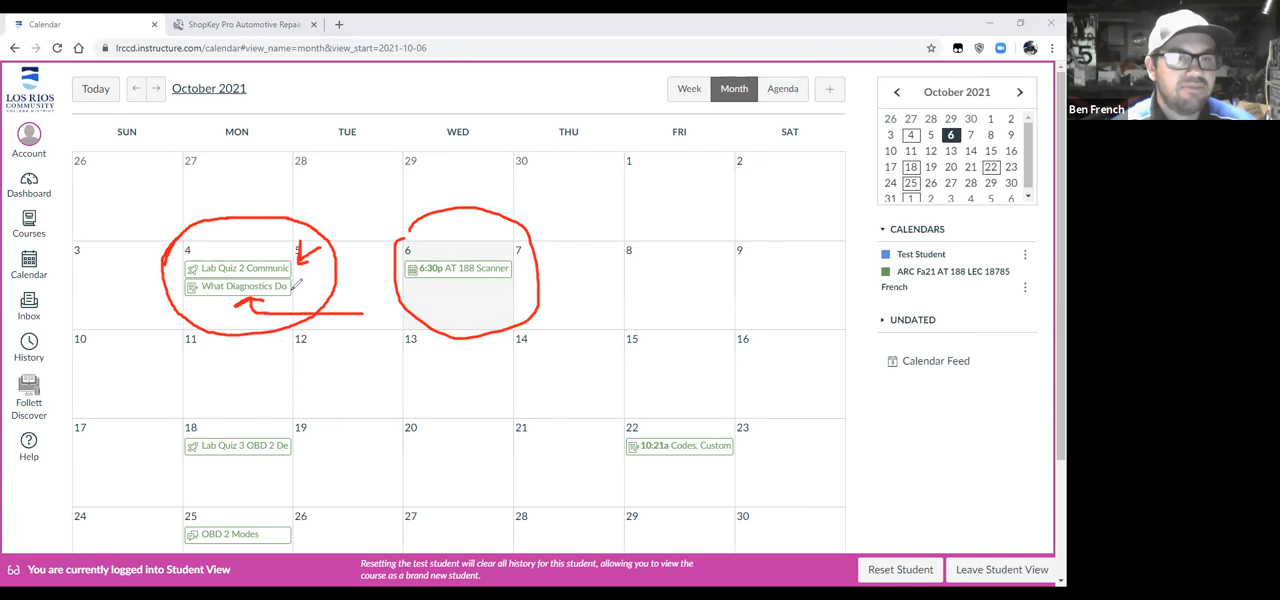 Calendar
ShopKey Pro Automotive Repair
lrccd.instructure.com/calendar#view_name=month&view_start=2021-10-06
LOS RIOS
COMMUNITY
COLLEGE DISTRICT
Account
Dashboard
Courses
Calendar
Inbox
History
Follett
Discover
Help
Today
October 2021
Week Month Agenda
SUN MON TUE WED THU FRI SAT
26 27 28 29 30 1 2
3 4 5 6 7 8 9
Lab Quiz 2 Communic
What Diagnostics Do
6:30p AT 188 Scanner
10 11 12 13 14 15 16
17 18 19 20 21 22 23
Lab Quiz 3 OBD 2 De
10:21a Codes, Custom
24 25 26 27 28 29 30
OBD 2 Modes
October 2021
26 27 28 29 30 1 2
3 4 5 6 7 8 9
10 11 12 13 14 15 16
17 18 19 20 21 22 23
24 25 26 27 28 29 30
31 1 2 3 4 5 6
CALENDARS
Test Student
ARC Fa21 AT 188 LEC 18785
French
UNDATED
Calendar Feed
You are currently logged into Student View
Resetting the test student will clear all history for this student, allowing you to view the
course as a brand new student.
Reset Student
Leave Student View
Ben French